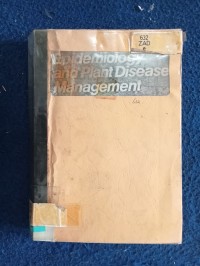 632
ZAD
e
Epidemiology
and Plant Disease
Management